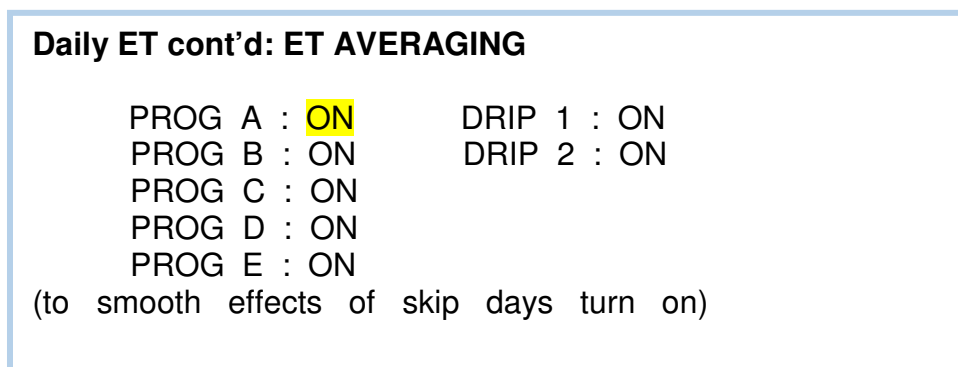 Daily ET cont’d: ET AVERAGING
PROG A : ON DRIP 1 : ON
PROG B : ON DRIP 2 : ON
PROG C : ON
PROG D : ON
PROG E : ON
(to smooth effects of skip days turn on)